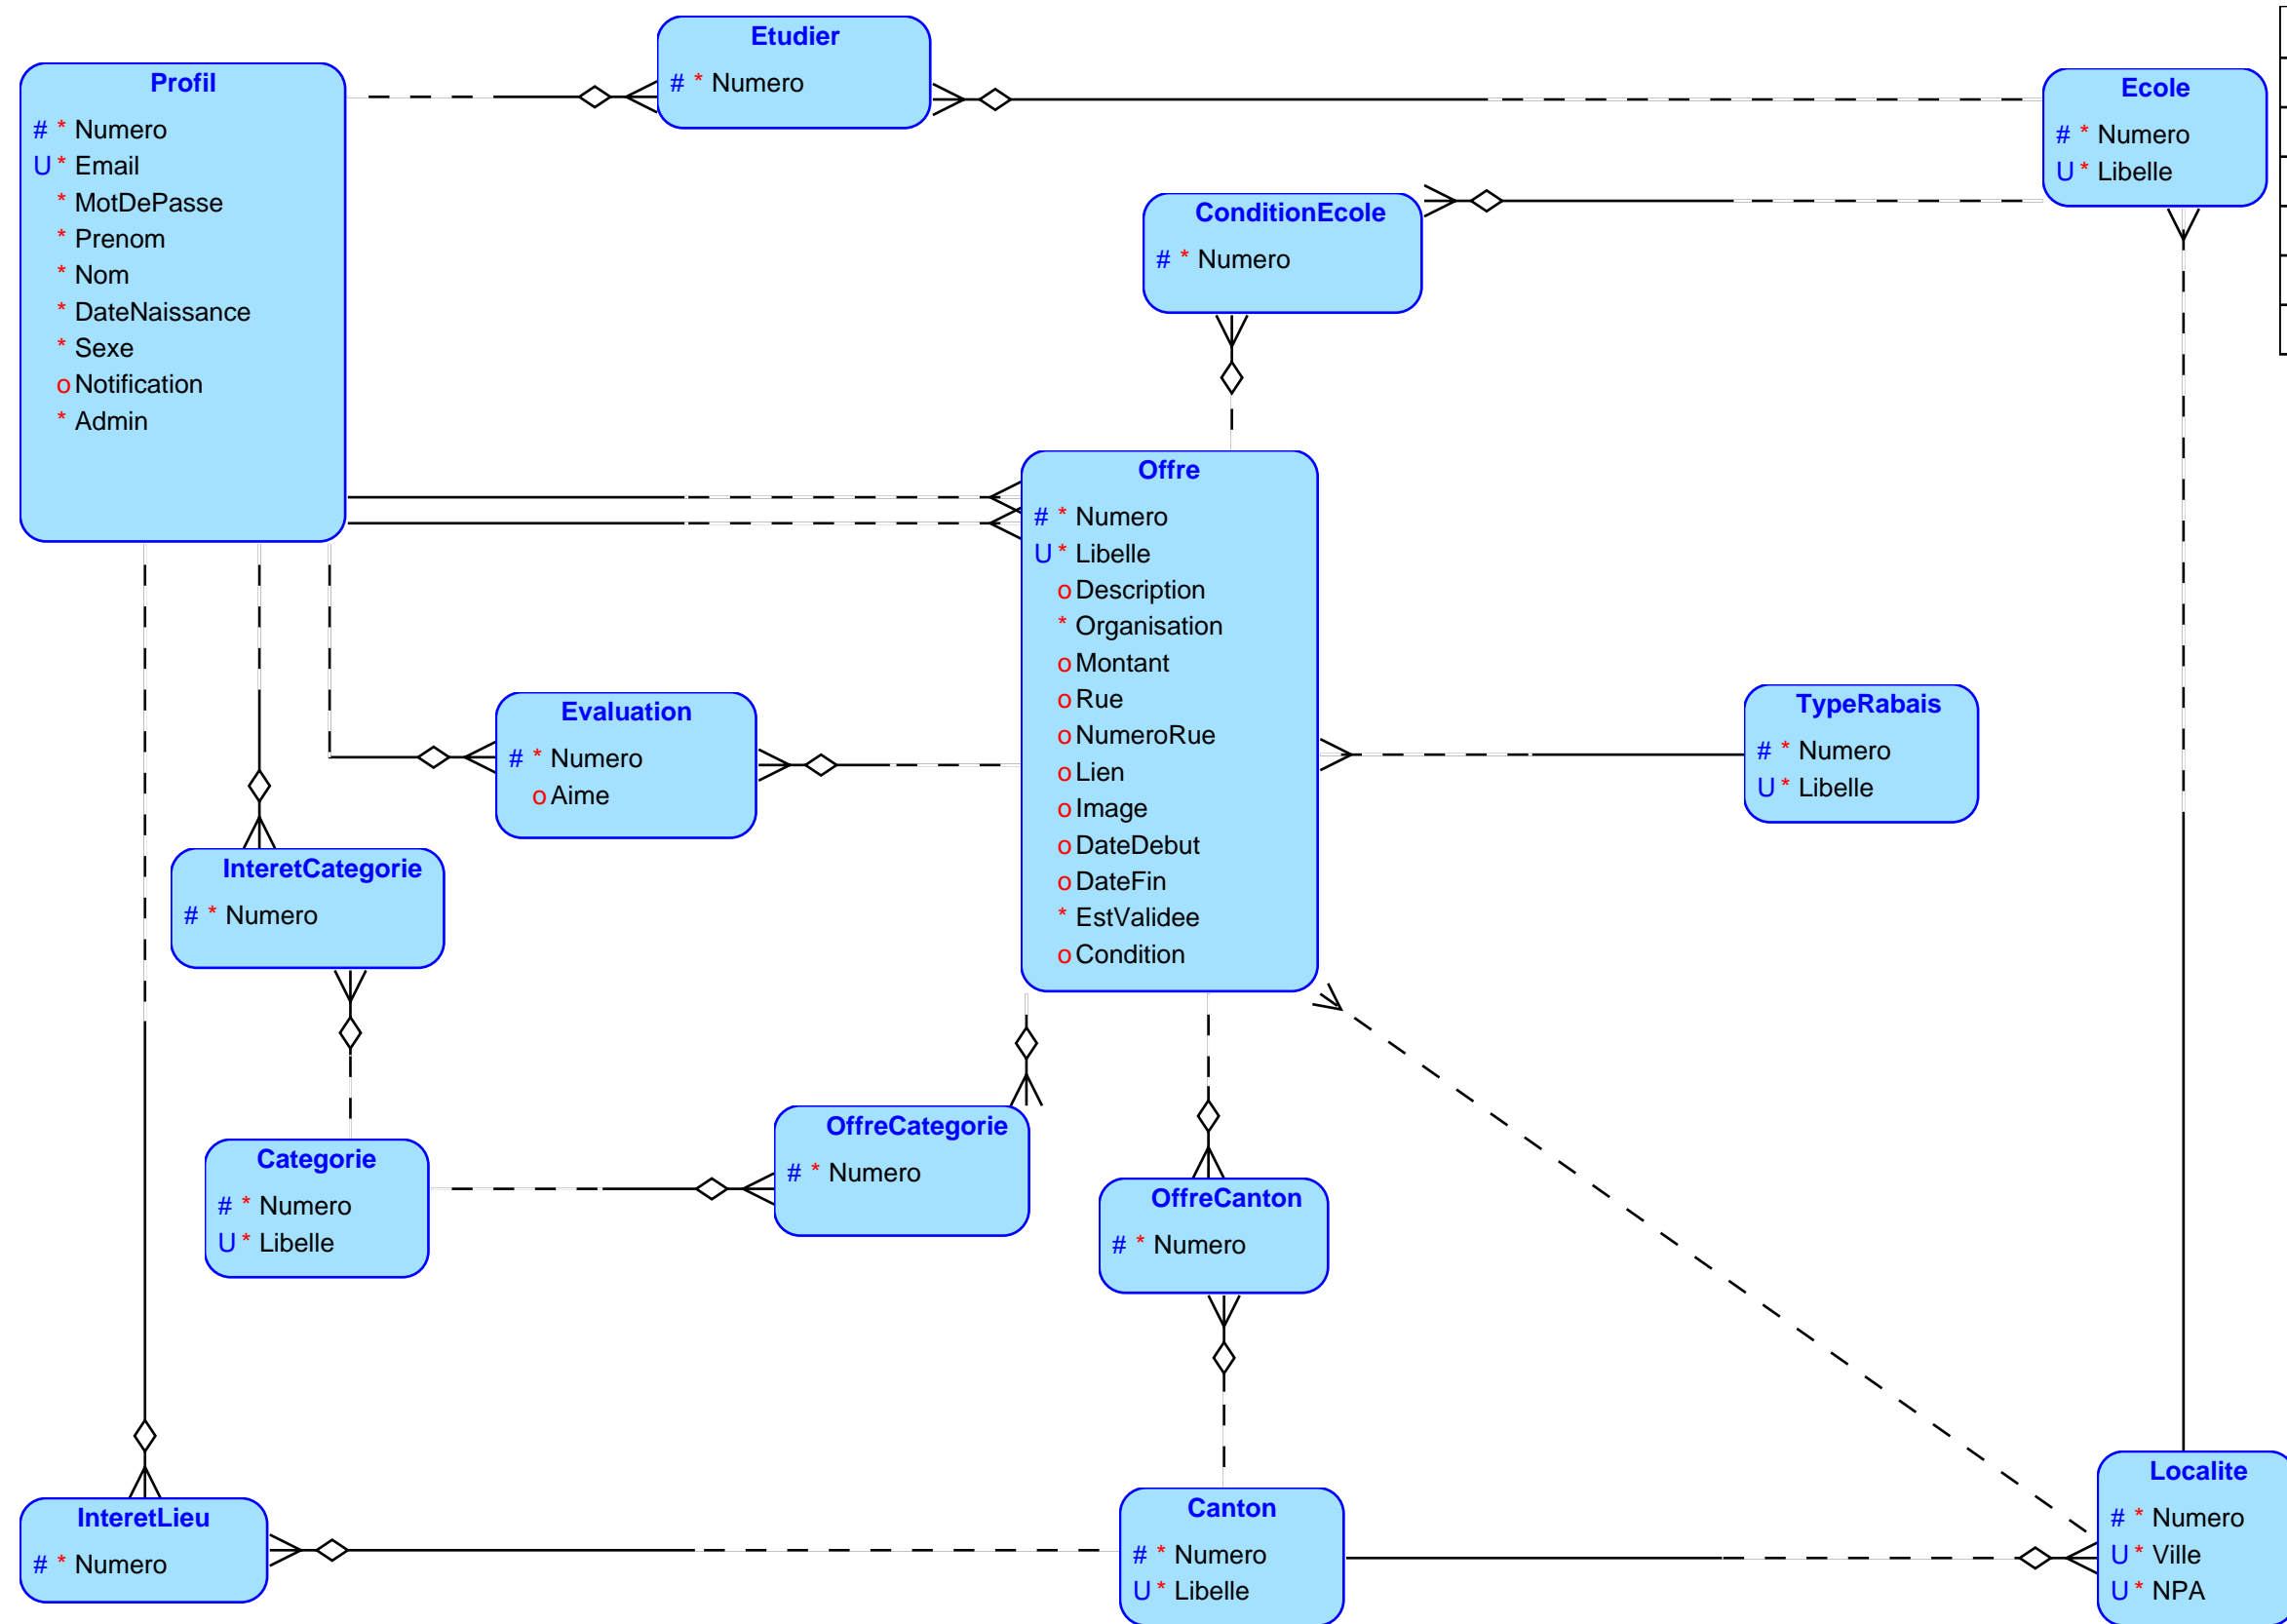 Etudier
# * Numero
Profil
# * Numero
U * Email
* MotDePasse
* Prenom
* Nom
* DateNaissance
* Sexe
o Notification
* Admin
Ecole
# * Numero
U * Libelle
ConditionEcole
# * Numero
Offre
# * Numero
U * Libelle
o Description
* Organisation
o Montant
o Rue
o NumeroRue
o Lien
o Image
o DateDebut
o DateFin
* EstValidee
o Condition
Evaluation
# * Numero
o Aime
TypeRabais
# * Numero
U * Libelle
InteretCategorie
# * Numero
Categorie
# * Numero
U * Libelle
OffreCategorie
# * Numero
OffreCanton
# * Numero
InteretLieu
# * Numero
Canton
# * Numero
U * Libelle
Localite
# * Numero
U * Ville
U * NPA